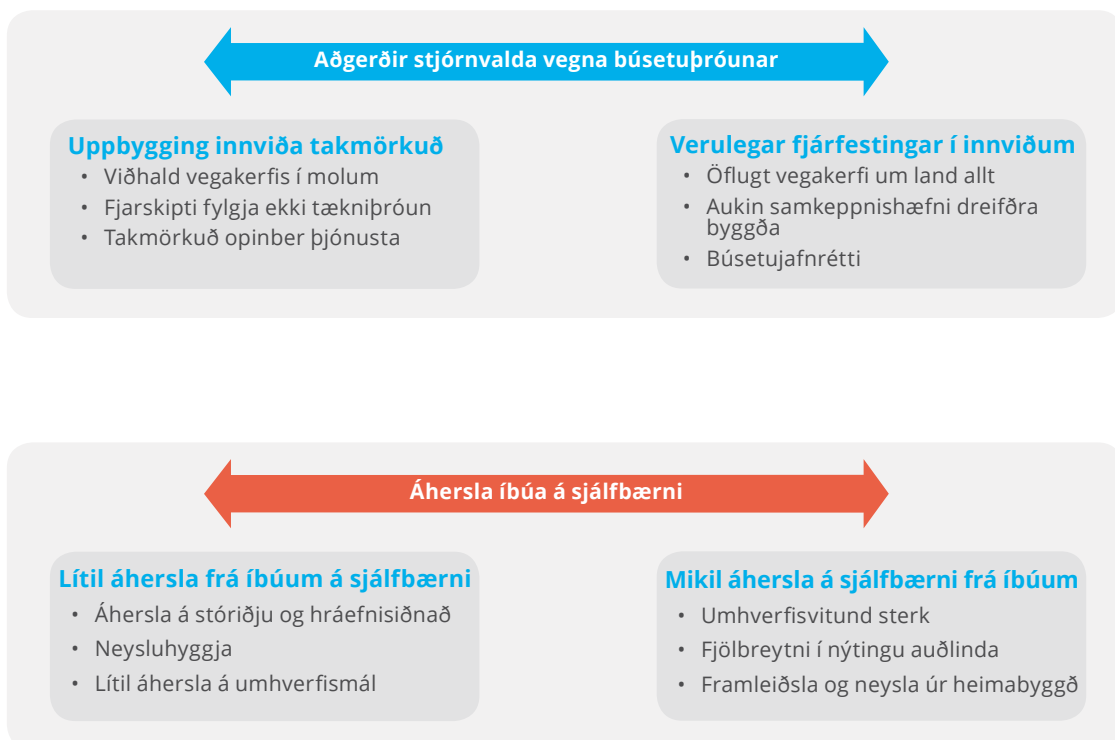 Aðgerðir stjórnvalda vegna búsetuþróunar
Uppbygging innviða takmörkuð
• Viðhald vegakerfis í molum
• Fjarskipti fylgja ekki tækniþróun
• Takmörkuð opinber þjónusta
Verulegar fjárfestingar í innviðum
• Öflugt vegakerfi um land allt
• Aukin samkeppnishæfni dreifðra
byggða
• Búsetujafnrétti
Áhersla íbúa á sjálfbærni
Lítil áhersla frá íbúum á sjálfbærni
• Áhersla á stóriðju og hráefnisiðnað
• Neysluhyggja
• Lítil áhersla á umhverfismál
Mikil áhersla á sjálfbærni frá íbúum
• Umhverfisvitund sterk
• Fjölbreytni í nýtingu auðlinda
• Framleiðsla og neysla úr heimabyggð